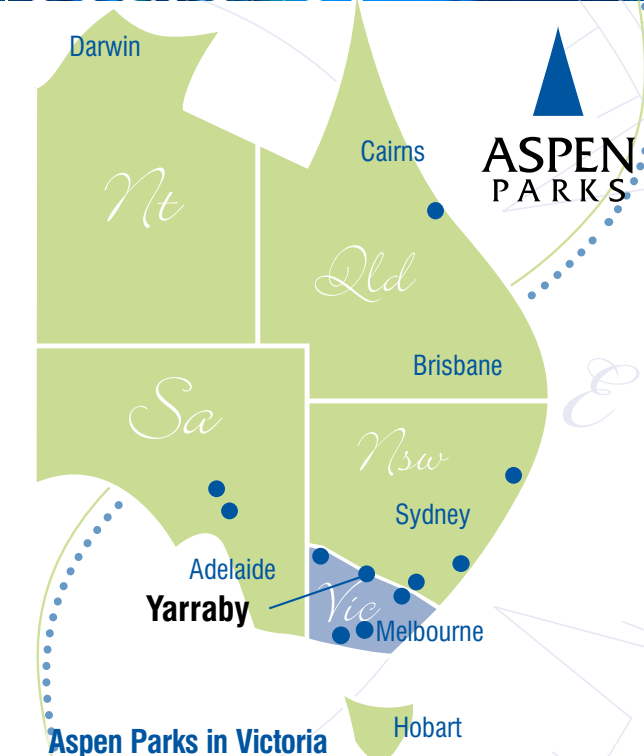 Darwin
Cairns
ASPEN
PARKS
Nt
Qld
Brisbane
E
Sa
Nsw
Sydney
Adelaide
Yarraby
Vic
Melbourne
Hobart
Aspen Parks in Victoria